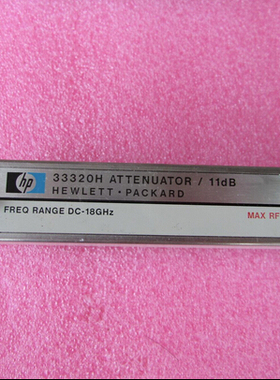 hp 33320H ATTENUATOR / 11dB
HEWLETT • PACKARD
FREQ RANGE DC-18GHz MAX RF